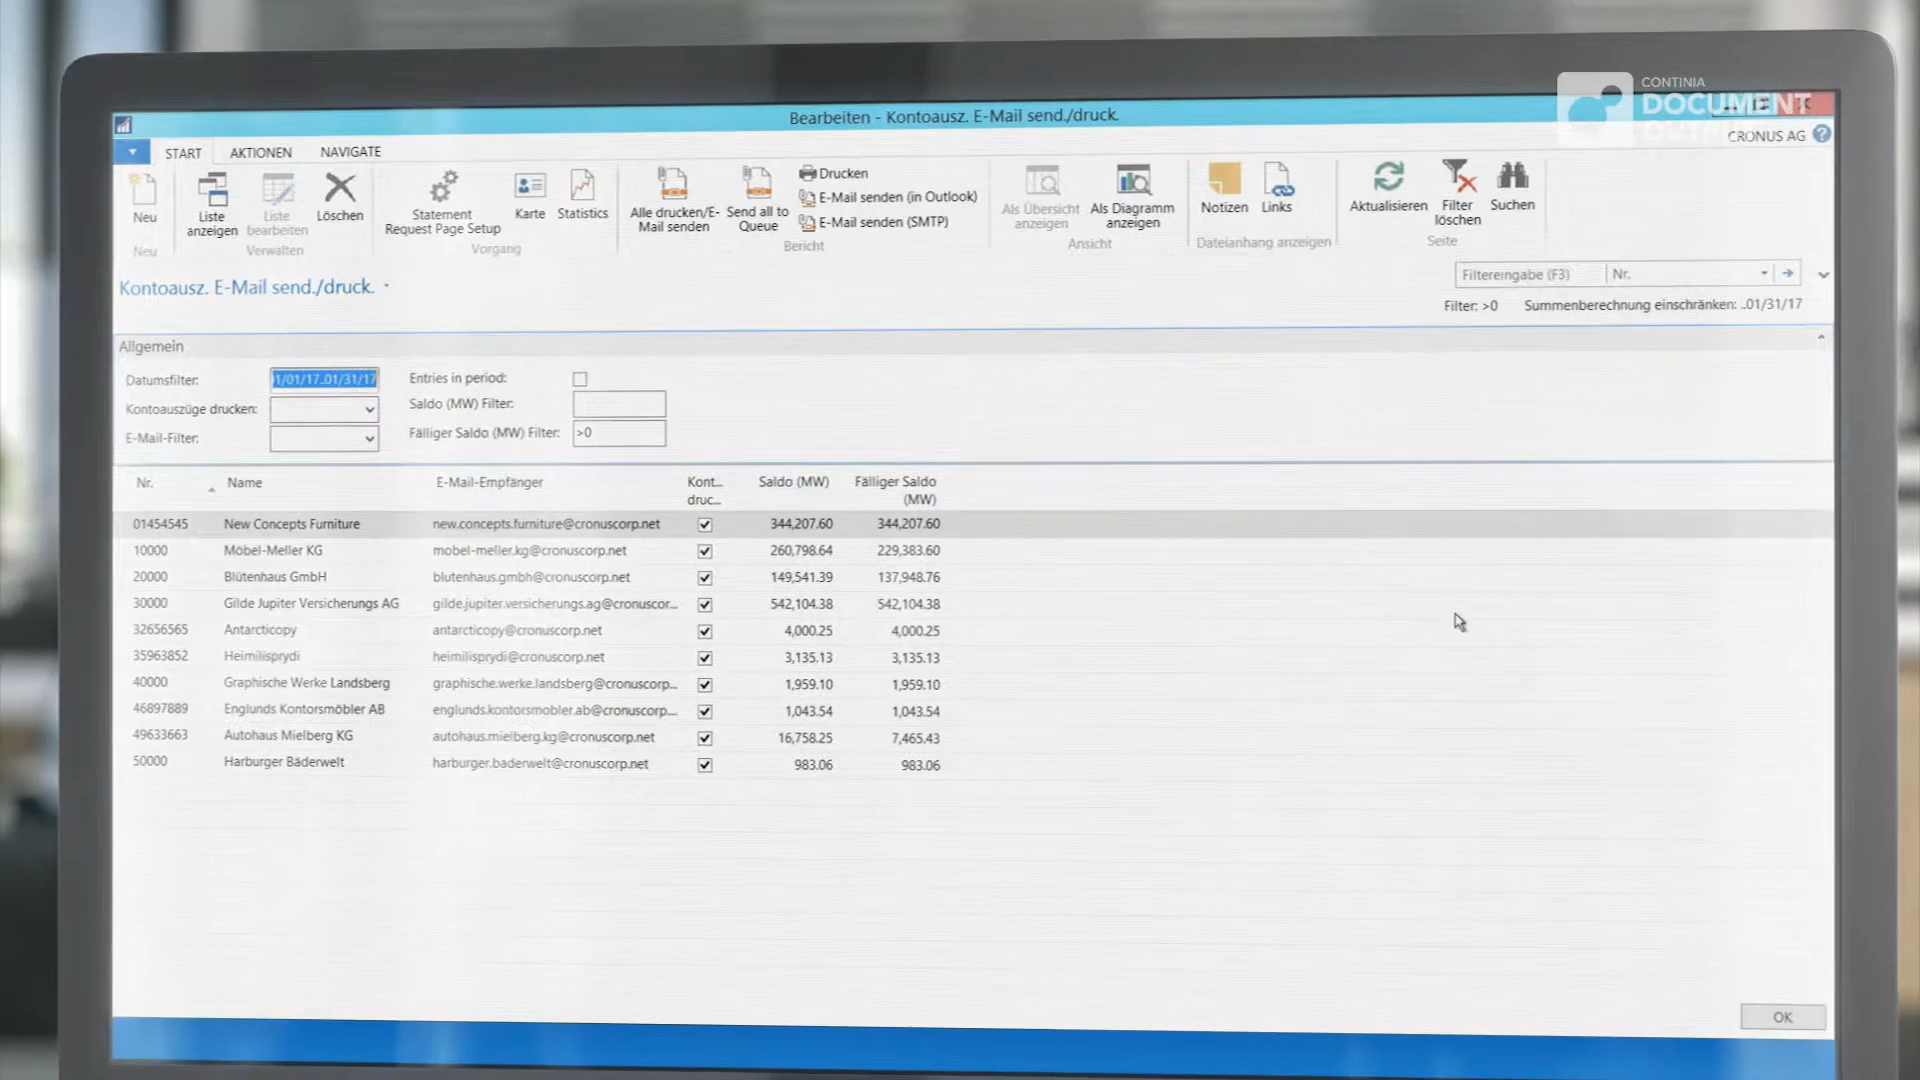 CONTINIA
DOCUMENT
Bearbeiten - Kontoausz. E-Mail send./druck.
CRONUS AG
START AKTIONEN NAVIGATE
Neu
Liste anzeigen
Liste bearbeiten
Löschen
Statement Request Page Setup
Karte
Statistics
Alle drucken/E-Mail senden
Send all to Queue
Drucken
E-Mail senden (in Outlook)
E-Mail senden (SMTP)
Als Übersicht anzeigen
Als Diagramm anzeigen
Notizen
Links
Aktualisieren
Filter löschen
Suchen
Neu Verwalten Vorgang Bericht Ansicht Dateianhang anzeigen Seite
Kontoausz. E-Mail send./druck.
Filtereingabe (F3) Nr.
Filter: >0 Summenberechnung einschränken: ..01/31/17
Allgemein
Datumsfilter: 1/01/17..01/31/17 Entries in period:
Kontoauszüge drucken: Saldo (MW) Filter:
E-Mail-Filter: Fälliger Saldo (MW) Filter: >0
Nr. Name E-Mail-Empfänger Kont... druc... Saldo (MW) Fälliger Saldo (MW)
01454545 New Concepts Furniture new.concepts.furniture@cronuscorp.net 344,207.60 344,207.60
10000 Möbel-Meller KG mobel-meller.kg@cronuscorp.net 260,798.64 229,383.60
20000 Blütenhaus GmbH blutenhaus.gmbh@cronuscorp.net 149,541.39 137,948.76
30000 Gilde Jupiter Versicherungs AG gilde.jupiter.versicherungs.ag@cronuscor... 542,104.38 542,104.38
32656565 Antarcticopy antarcticopy@cronuscorp.net 4,000.25 4,000.25
35963852 Heimilisprydi heimilisprydi@cronuscorp.net 3,135.13 3,135.13
40000 Graphische Werke Landsberg graphische.werke.landsberg@cronuscorp... 1,959.10 1,959.10
46897889 Englunds Kontorsmöbler AB englunds.kontorsmobler.ab@cronuscorp.... 1,043.54 1,043.54
49633663 Autohaus Mielberg KG autohaus.mielberg.kg@cronuscorp.net 16,758.25 7,465.43
50000 Harburger Bäderwelt harburger.baderwelt@cronuscorp.net 983.06 983.06
OK